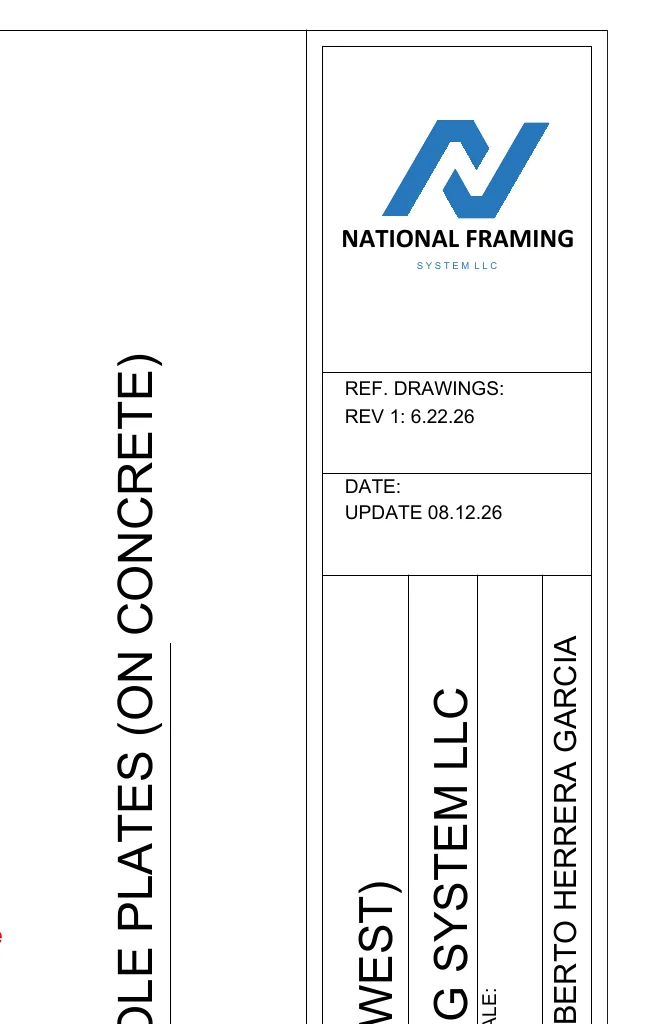 NATIONAL FRAMING
SYSTEM LLC
REF. DRAWINGS:
REV 1: 6.22.26
DATE:
UPDATE 08.12.26
DLE PLATES (ON CONCRETE)
WEST)
G SYSTEM LLC
ALE:
BERTO HERRERA GARCIA
e